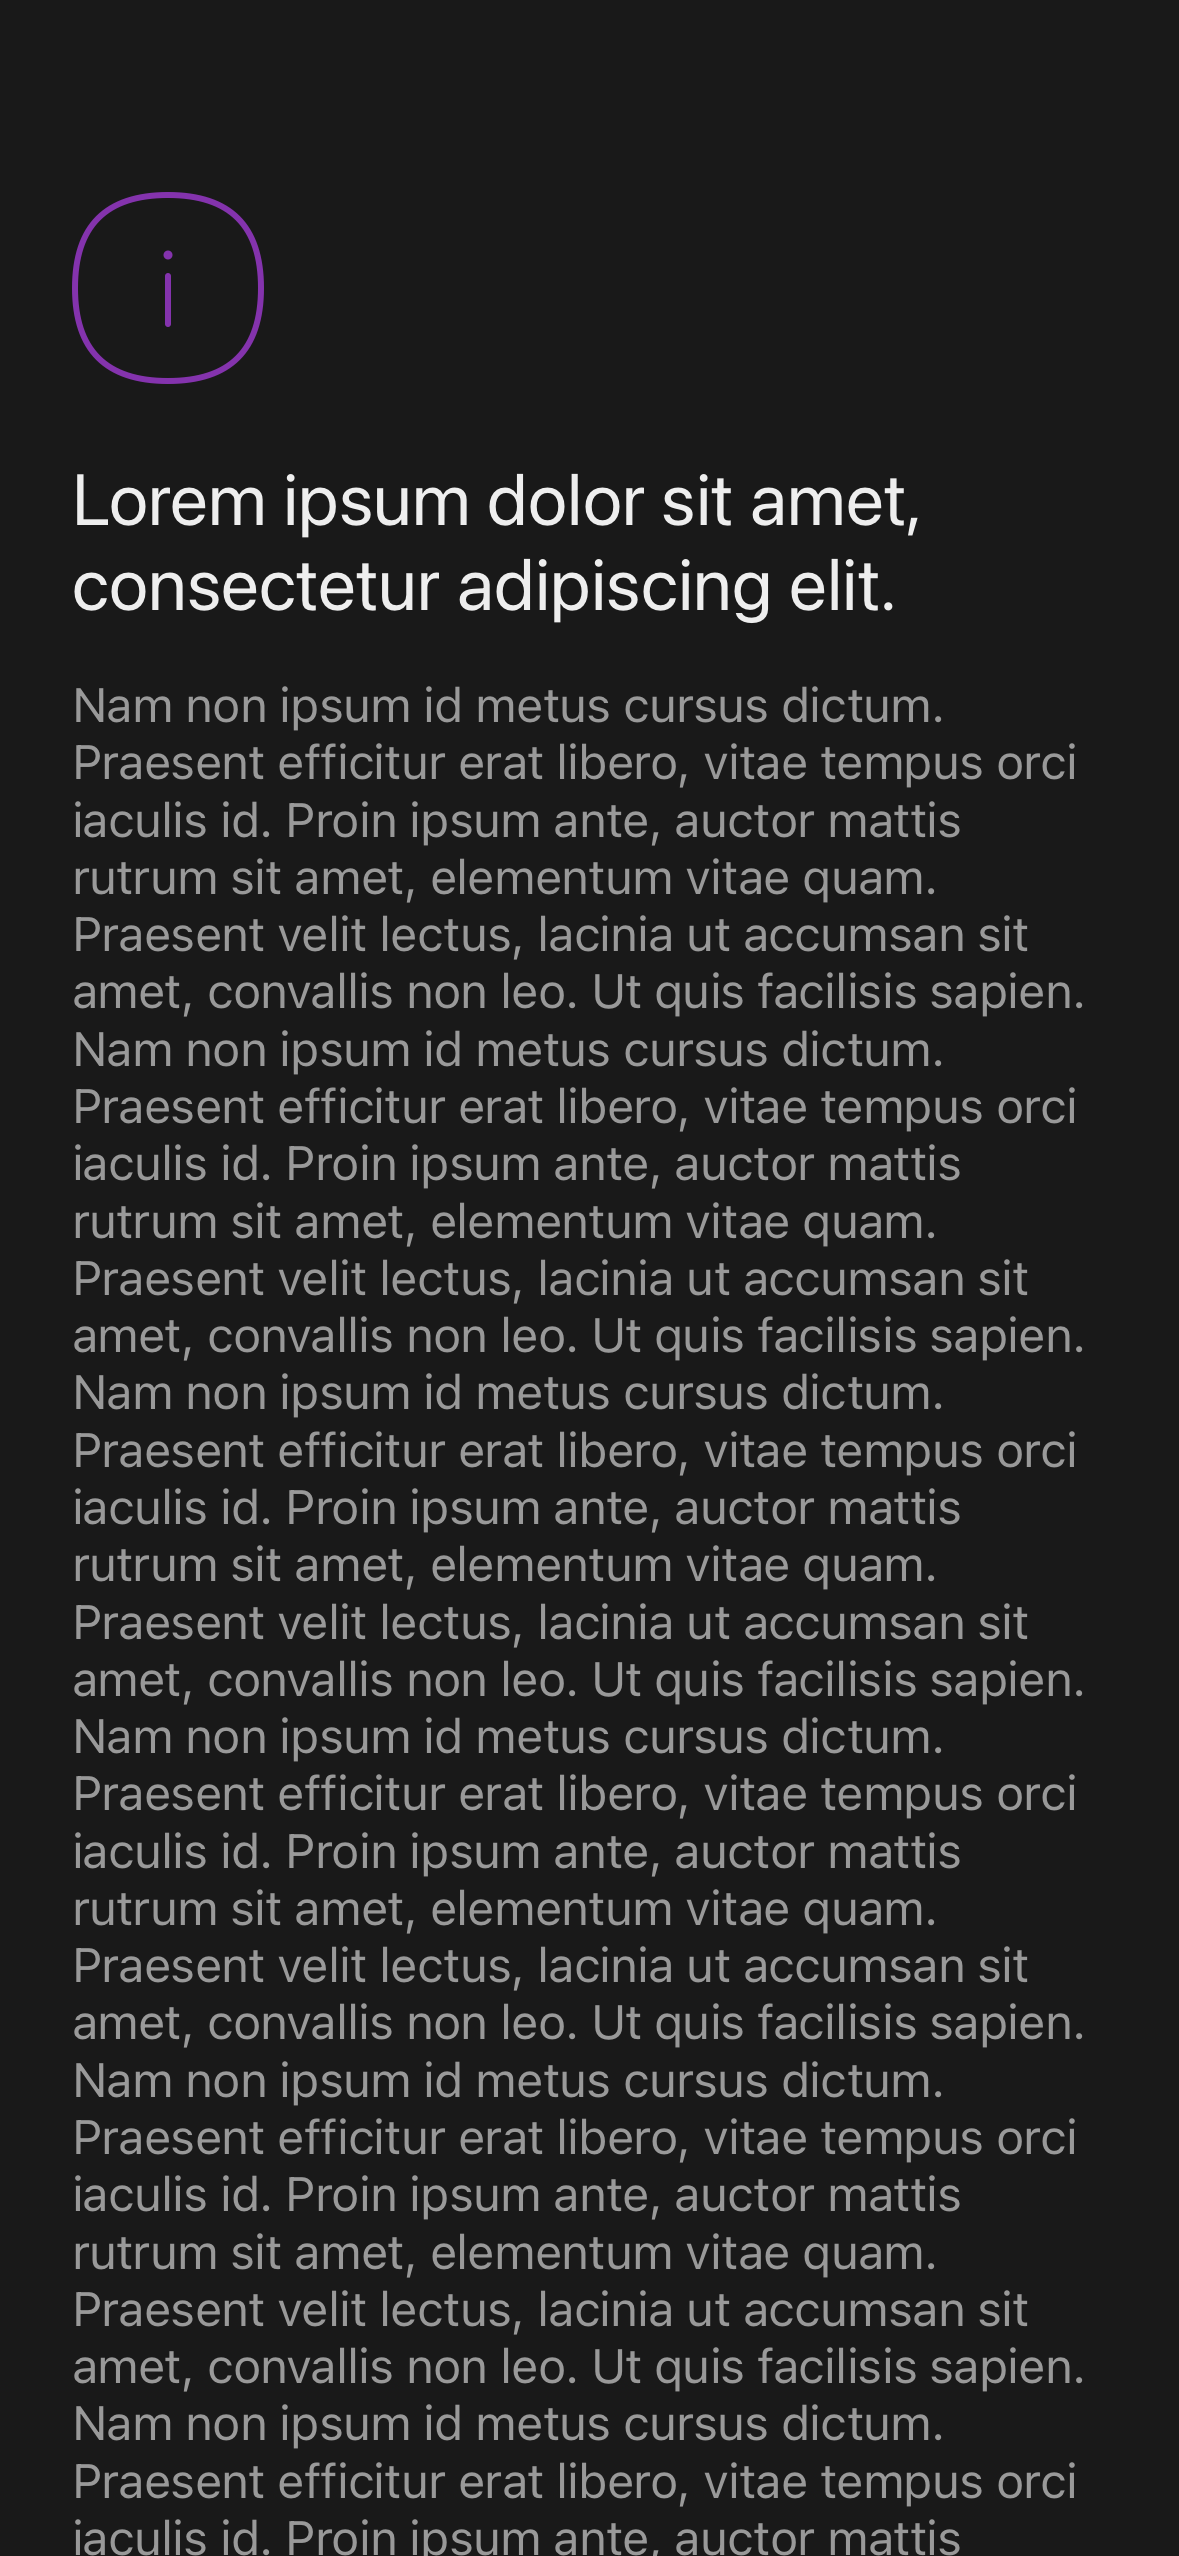 i
Lorem ipsum dolor sit amet,
consectetur adipiscing elit.
Nam non ipsum id metus cursus dictum.
Praesent efficitur erat libero, vitae tempus orci
iaculis id. Proin ipsum ante, auctor mattis
rutrum sit amet, elementum vitae quam.
Praesent velit lectus, lacinia ut accumsan sit
amet, convallis non leo. Ut quis facilisis sapien.
Nam non ipsum id metus cursus dictum.
Praesent efficitur erat libero, vitae tempus orci
iaculis id. Proin ipsum ante, auctor mattis
rutrum sit amet, elementum vitae quam.
Praesent velit lectus, lacinia ut accumsan sit
amet, convallis non leo. Ut quis facilisis sapien.
Nam non ipsum id metus cursus dictum.
Praesent efficitur erat libero, vitae tempus orci
iaculis id. Proin ipsum ante, auctor mattis
rutrum sit amet, elementum vitae quam.
Praesent velit lectus, lacinia ut accumsan sit
amet, convallis non leo. Ut quis facilisis sapien.
Nam non ipsum id metus cursus dictum.
Praesent efficitur erat libero, vitae tempus orci
iaculis id. Proin ipsum ante, auctor mattis
rutrum sit amet, elementum vitae quam.
Praesent velit lectus, lacinia ut accumsan sit
amet, convallis non leo. Ut quis facilisis sapien.
Nam non ipsum id metus cursus dictum.
Praesent efficitur erat libero, vitae tempus orci
iaculis id. Proin ipsum ante, auctor mattis
rutrum sit amet, elementum vitae quam.
Praesent velit lectus, lacinia ut accumsan sit
amet, convallis non leo. Ut quis facilisis sapien.
Nam non ipsum id metus cursus dictum.
Praesent efficitur erat libero, vitae tempus orci
iaculis id. Proin ipsum ante, auctor mattis